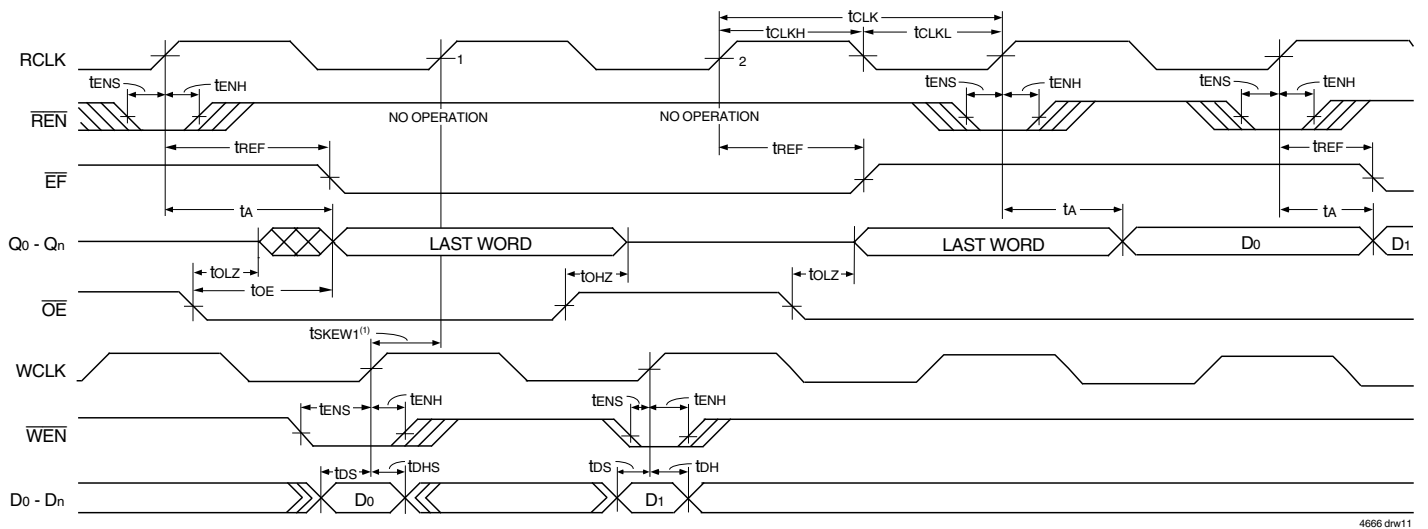 tCLK
tCLKH tCLKL
RCLK 1 2
tENS tENH tENS tENH tENS tENH
REN NO OPERATION NO OPERATION
tREF tREF tREF
EF
tA tA tA
Q0 - Qn LAST WORD LAST WORD D0 D1
tOLZ tOHZ tOLZ
tOE
OE
tSKEW1(1)
WCLK
tENS tENH tENS tENH
WEN
tDS tDHS tDS tDH
D0 - Dn D0 D1
4666 drw11